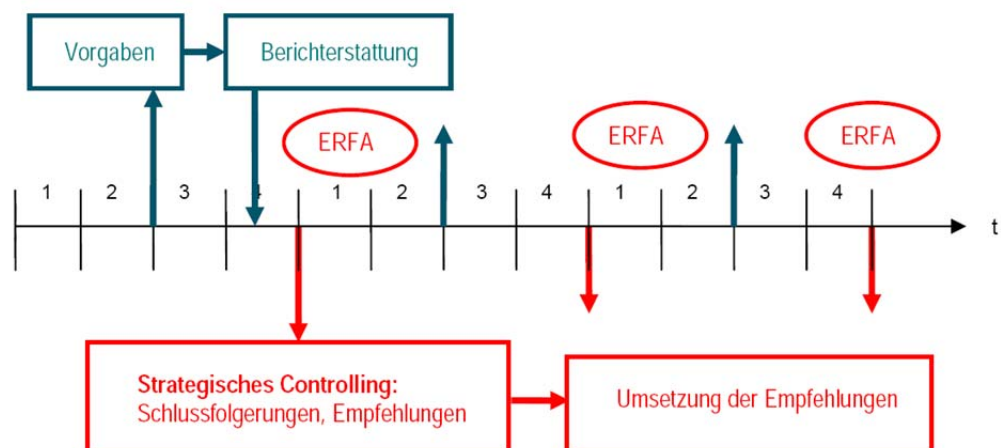 Vorgaben
Berichterstattung
ERFA
ERFA
ERFA
1 2 3 4 1 2 3 4 1 2 3 4
t
Strategisches Controlling:
Schlussfolgerungen, Empfehlungen
Umsetzung der Empfehlungen